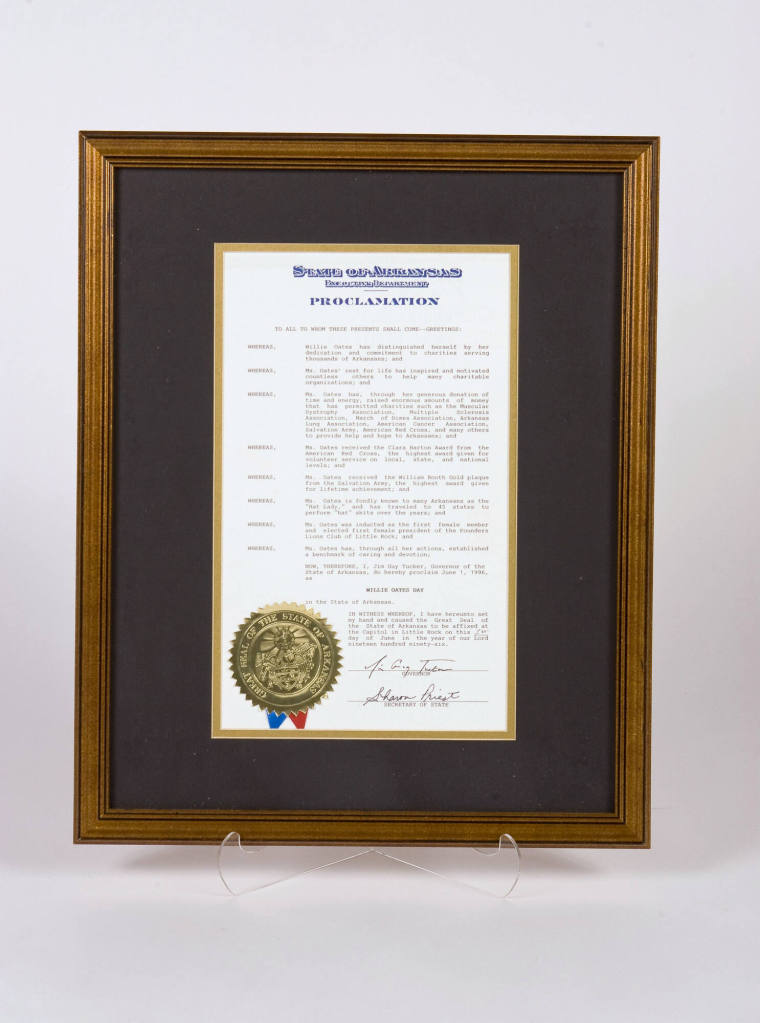 STATE OF ARKANSAS
EXECUTIVE DEPARTMENT
PROCLAMATION
TO ALL TO WHOM THESE PRESENTS SHALL COME--GREETINGS:
WHEREAS, Willie Oates has distinguished herself by her
dedication and commitment to charities serving
thousands of Arkansans; and
WHEREAS, Ms. Oates' zest for life has inspired and motivated
countless others to help many charitable
organizations; and
WHEREAS, Ms. Oates has, through her generous donation of
time and energy, raised enormous amounts of money
that has permitted charities such as the Muscular
Dystrophy Association, Multiple Sclerosis
Association, March of Dimes Association, Arkansas
Lung Association, American Cancer Association,
Salvation Army, American Red Cross, and many others
to provide help and hope to Arkansans; and
WHEREAS, Ms. Oates received the Clara Barton Award from the
American Red Cross, the highest award given for
volunteer service on local, state, and national
levels; and
WHEREAS, Ms. Oates received the William Booth Gold plaque
from the Salvation Army, the highest award given
for lifetime achievement; and
WHEREAS, Ms. Oates is fondly known to many Arkansans as the
"Hat Lady," and has traveled to 45 states to
perform "hat" skits over the years; and
WHEREAS, Ms. Oates was inducted as the first female member
and elected first female president of the Founders
Lions Club of Little Rock; and
WHEREAS, Ms. Oates has, through all her actions, established
a benchmark of caring and devotion;
NOW, THEREFORE, I, Jim Guy Tucker, Governor of the
State of Arkansas, do hereby proclaim June 1, 1996,
as
WILLIE OATES DAY
in the State of Arkansas.
IN WITNESS WHEREOF, I have hereunto set
my hand and caused the Great Seal of
the State of Arkansas to be affixed at
the Capitol in Little Rock on this 1st
day of June in the year of our Lord
nineteen hundred ninety-six.
Jim Guy Tucker
GOVERNOR
Sharon Priest
SECRETARY OF STATE
GREAT SEAL OF THE STATE OF ARKANSAS